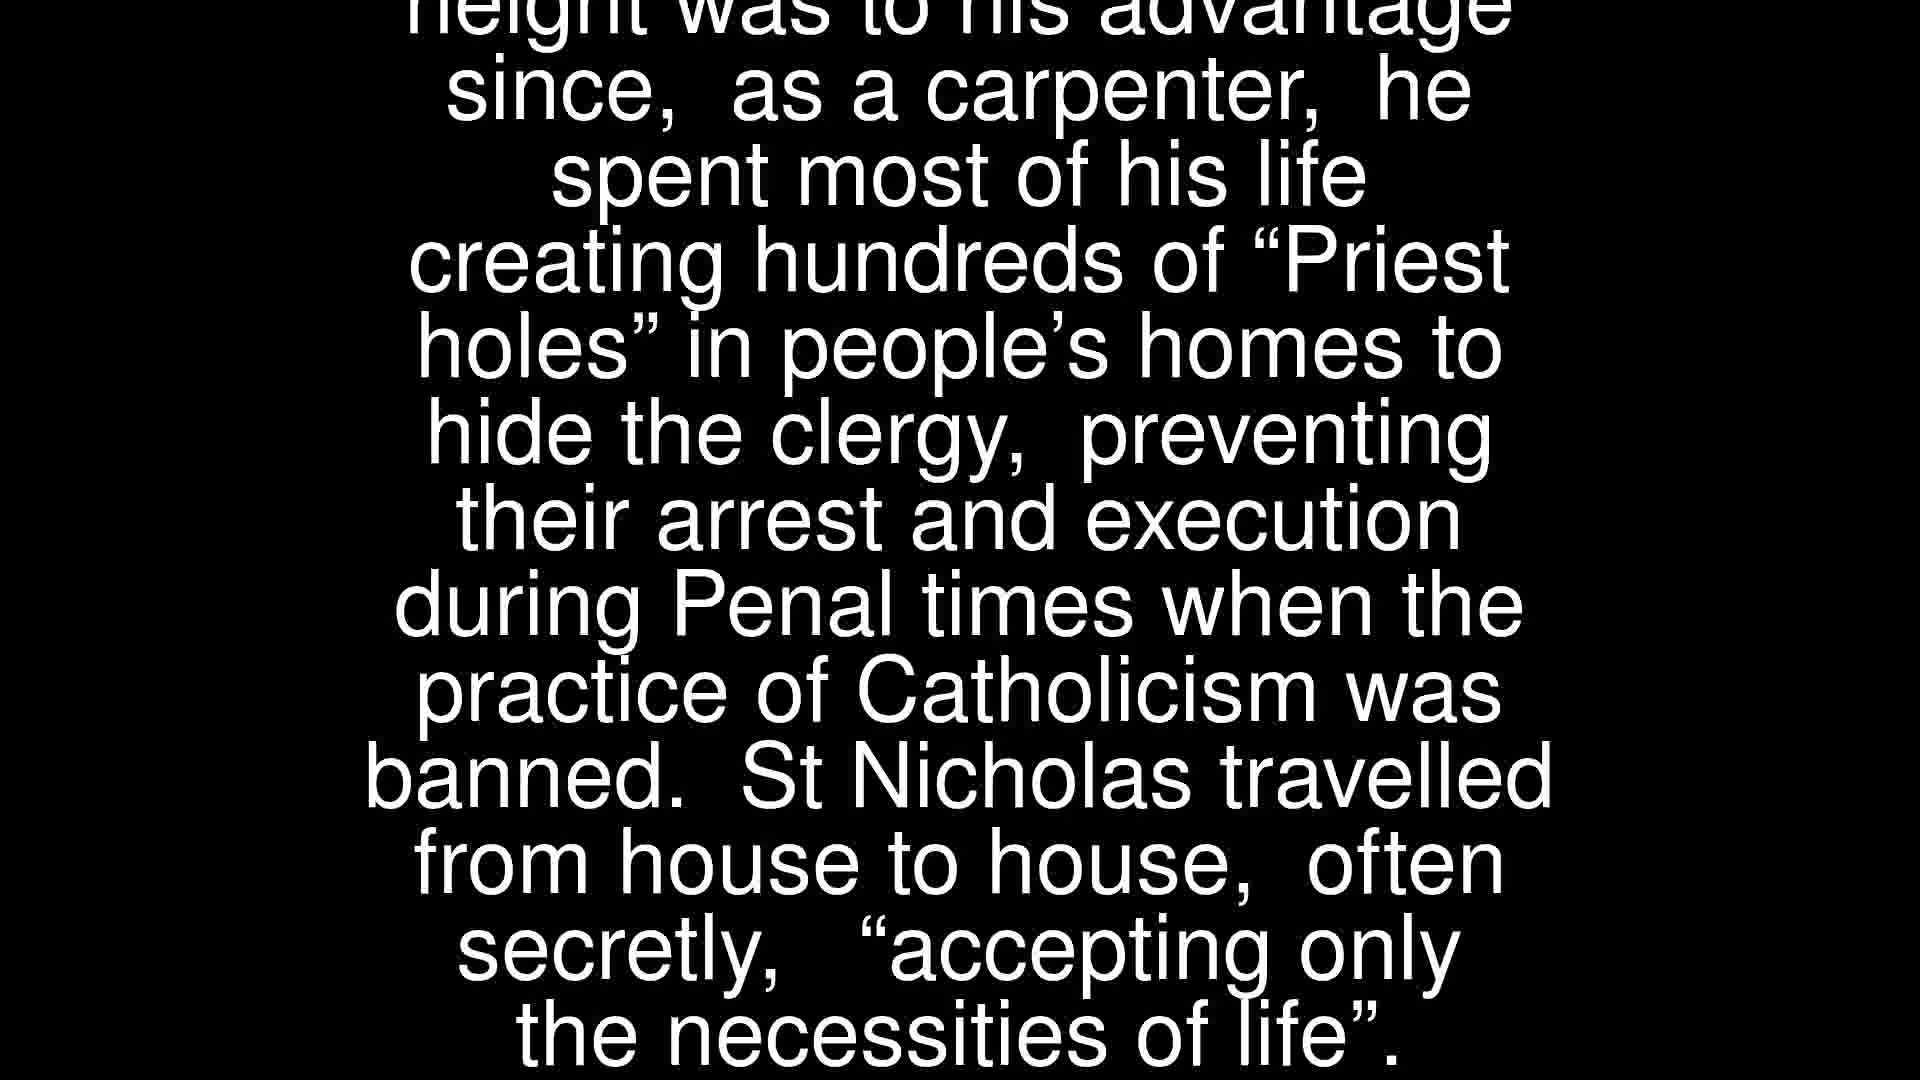 height was to his advantage
since,  as a carpenter,  he
spent most of his life
creating hundreds of “Priest
holes” in people’s homes to
hide the clergy,  preventing
their arrest and execution
during Penal times when the
practice of Catholicism was
banned.  St Nicholas travelled
from house to house,  often
secretly,   “accepting only
the necessities of life”.